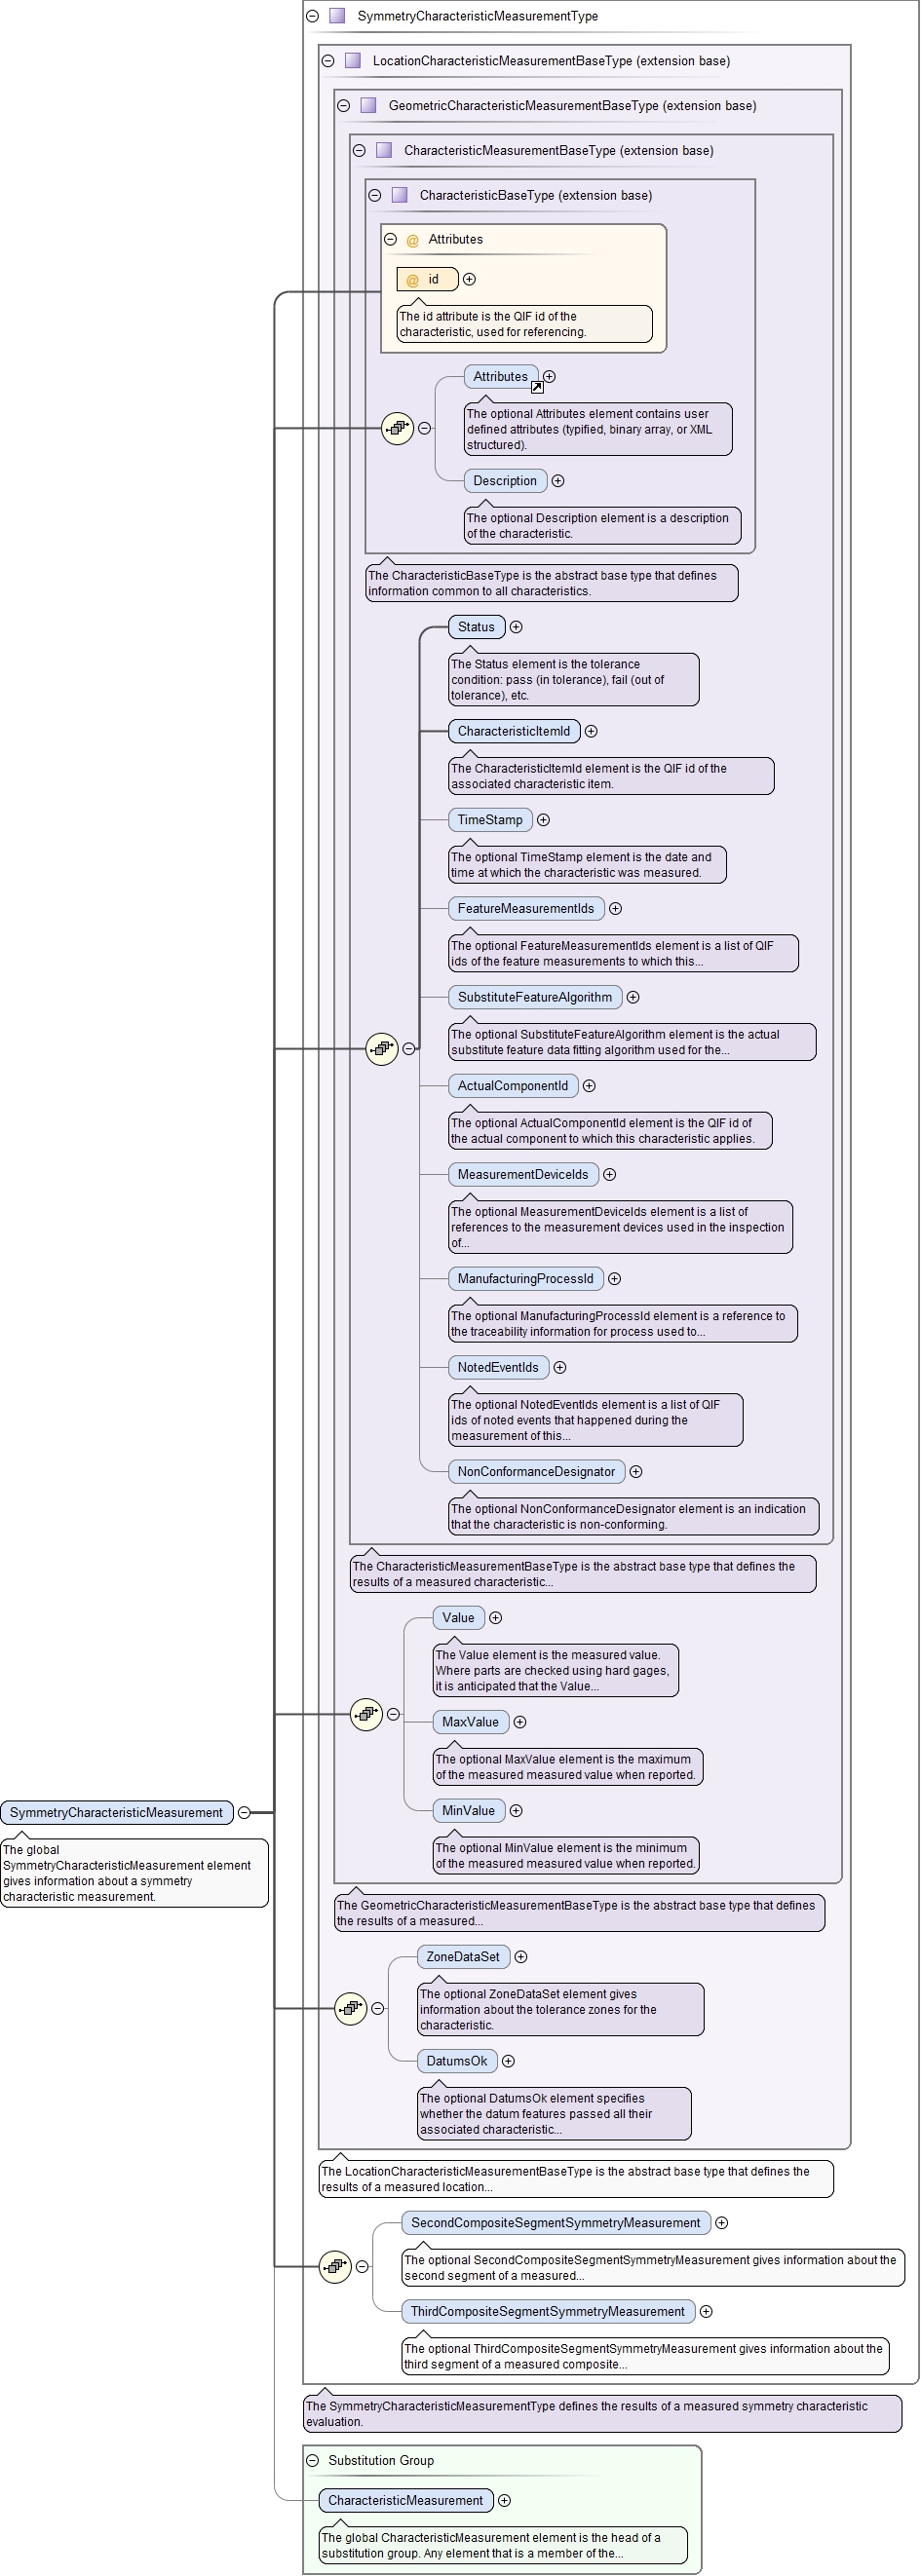 SymmetryCharacteristicMeasurementType
LocationCharacteristicMeasurementBaseType (extension base)
GeometricCharacteristicMeasurementBaseType (extension base)
CharacteristicMeasurementBaseType (extension base)
CharacteristicBaseType (extension base)
@ Attributes
@ id
The id attribute is the QIF id of the
characteristic, used for referencing.
Attributes
The optional Attributes element contains user
defined attributes (typified, binary array, or XML
structured).
Description
The optional Description element is a description
of the characteristic.
The CharacteristicBaseType is the abstract base type that defines
information common to all characteristics.
Status
The Status element is the tolerance
condition: pass (in tolerance), fail (out of
tolerance), etc.
CharacteristicItemId
The CharacteristicItemId element is the QIF id of the
associated characteristic item.
TimeStamp
The optional TimeStamp element is the date and
time at which the characteristic was measured.
FeatureMeasurementIds
The optional FeatureMeasurementIds element is a list of QIF
ids of the feature measurements to which this...
SubstituteFeatureAlgorithm
The optional SubstituteFeatureAlgorithm element is the actual
substitute feature data fitting algorithm used for the...
ActualComponentId
The optional ActualComponentId element is the QIF id of
the actual component to which this characteristic applies.
MeasurementDeviceIds
The optional MeasurementDeviceIds element is a list of
references to the measurement devices used in the inspection
of...
ManufacturingProcessId
The optional ManufacturingProcessId element is a reference to
the traceability information for process used to...
NotedEventIds
The optional NotedEventIds element is a list of QIF
ids of noted events that happened during the
measurement of this...
NonConformanceDesignator
The optional NonConformanceDesignator element is an indication
that the characteristic is non-conforming.
The CharacteristicMeasurementBaseType is the abstract base type that defines the
results of a measured characteristic...
Value
The Value element is the measured value.
Where parts are checked using hard gages,
it is anticipated that the Value...
MaxValue
The optional MaxValue element is the maximum
of the measured measured value when reported.
MinValue
The optional MinValue element is the minimum
of the measured measured value when reported.
SymmetryCharacteristicMeasurement
The global
SymmetryCharacteristicMeasurement element
gives information about a symmetry
characteristic measurement.
The GeometricCharacteristicMeasurementBaseType is the abstract base type that defines
the results of a measured...
ZoneDataSet
The optional ZoneDataSet element gives
information about the tolerance zones for the
characteristic.
DatumsOk
The optional DatumsOk element specifies
whether the datum features passed all their
associated characteristic...
The LocationCharacteristicMeasurementBaseType is the abstract base type that defines the
results of a measured location...
SecondCompositeSegmentSymmetryMeasurement
The optional SecondCompositeSegmentSymmetryMeasurement gives information about the
second segment of a measured...
ThirdCompositeSegmentSymmetryMeasurement
The optional ThirdCompositeSegmentSymmetryMeasurement gives information about the
third segment of a measured composite...
The SymmetryCharacteristicMeasurementType defines the results of a measured symmetry characteristic
evaluation.
Substitution Group
CharacteristicMeasurement
The global CharacteristicMeasurement element is the head of a
substitution group. Any element that is a member of the...